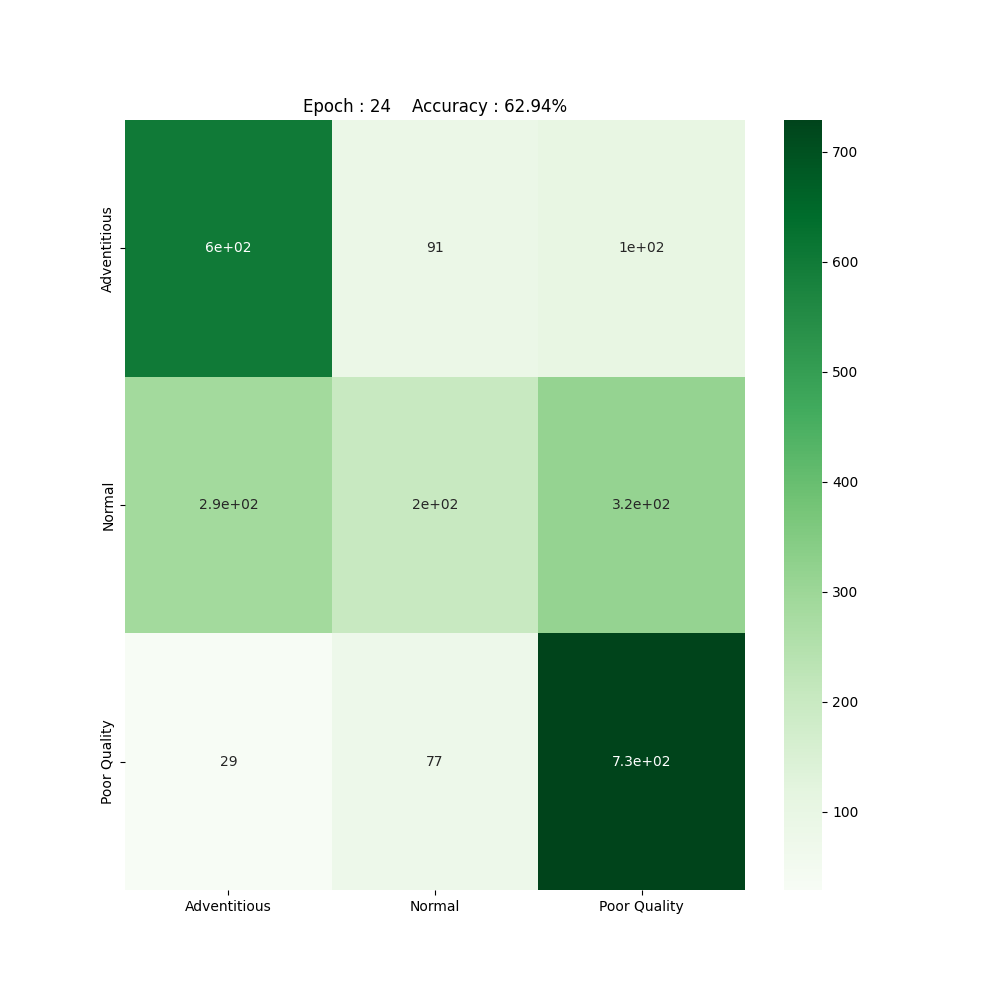 Epoch : 24    Accuracy : 62.94%
Adventitious
6e+02
91
1e+02
Normal
2.9e+02
2e+02
3.2e+02
Poor Quality
29
77
7.3e+02
Adventitious
Normal
Poor Quality
700
600
500
400
300
200
100